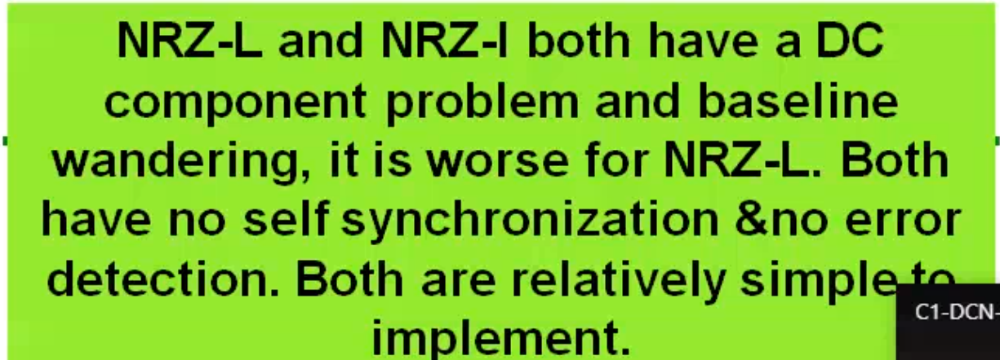 NRZ-L and NRZ-I both have a DC
component problem and baseline
wandering, it is worse for NRZ-L. Both
have no self synchronization &no error
detection. Both are relatively simple to
implement.
C1-DCN-